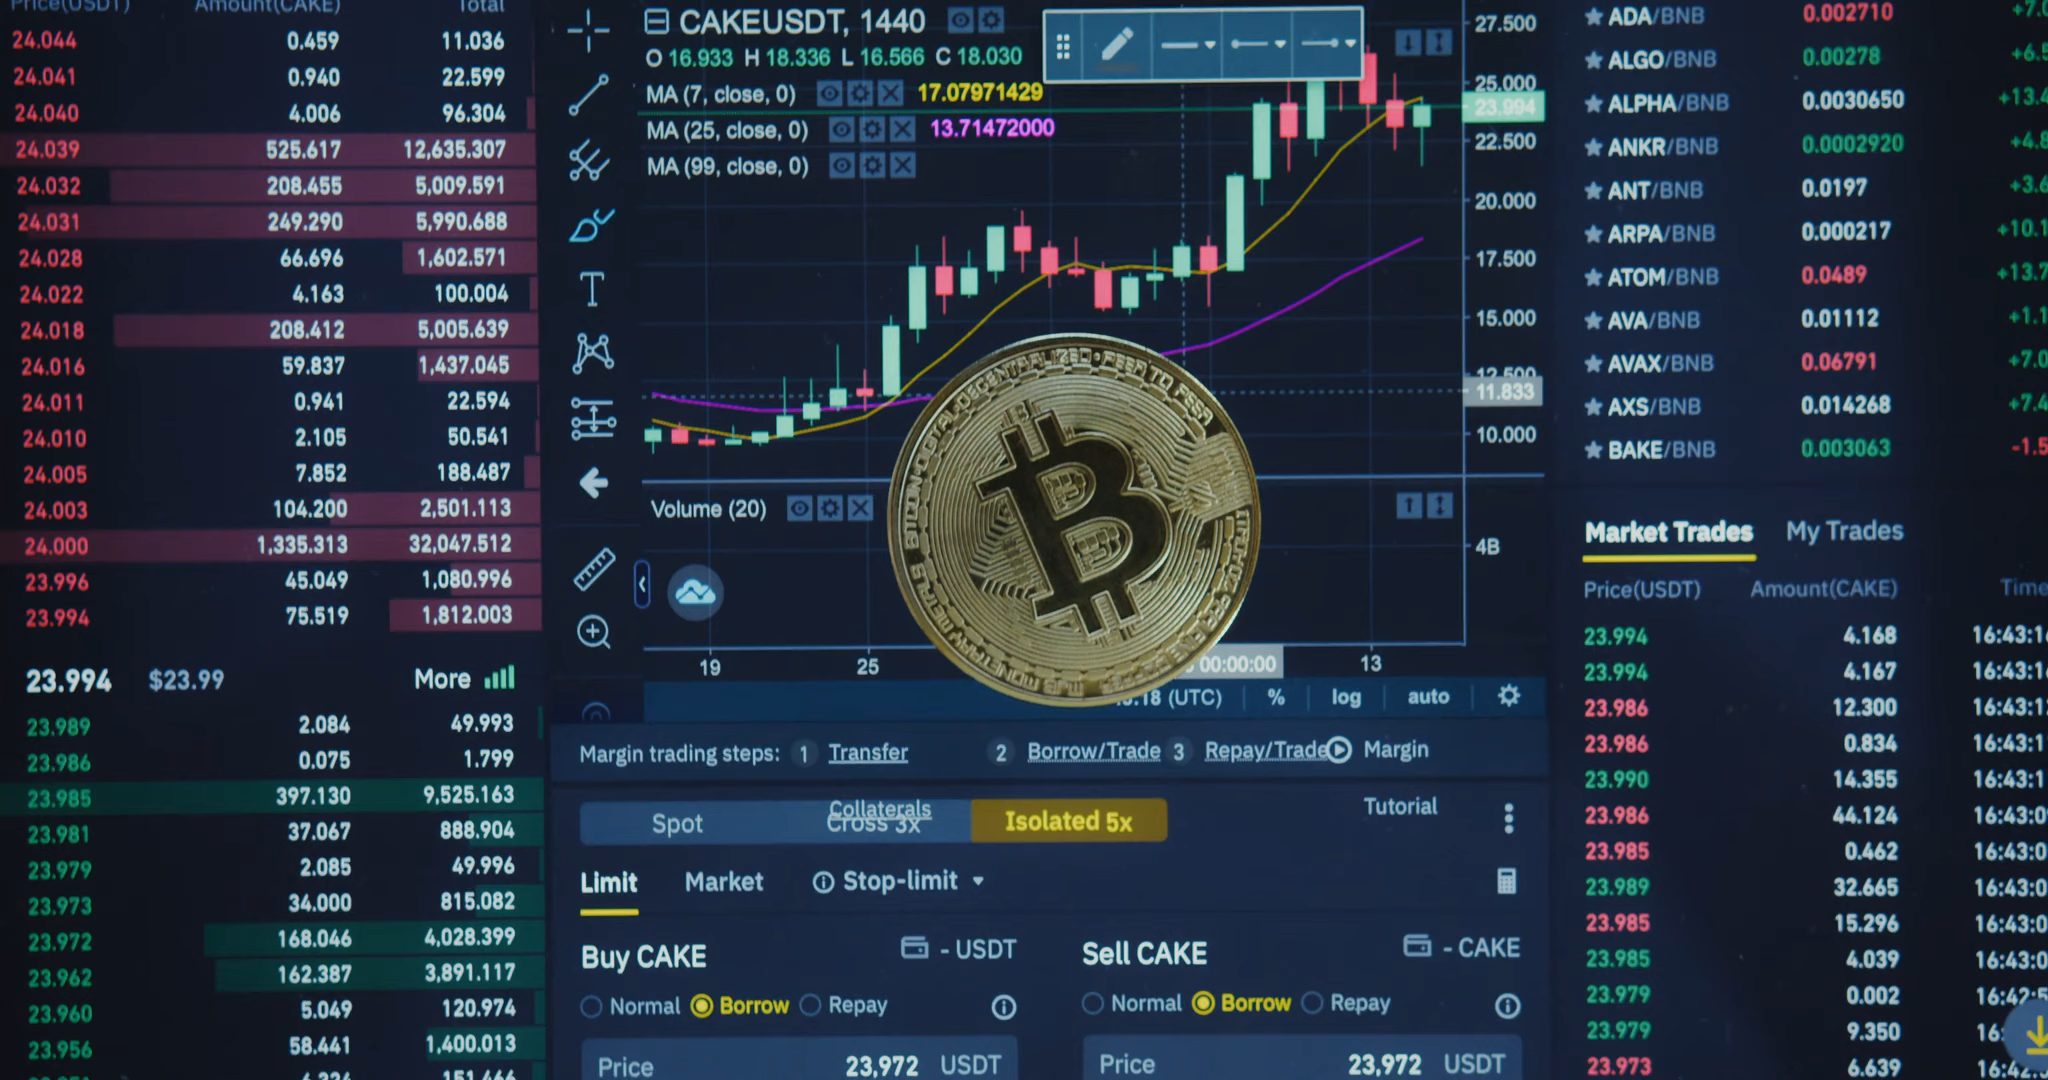 Price(USDT) Amount(CAKE) Total
24.044 0.459 11.036
24.041 0.940 22.599
24.040 4.006 96.304
24.039 525.617 12,635.307
24.032 208.455 5,009.591
24.031 249.290 5,990.688
24.028 66.696 1,602.571
24.022 4.163 100.004
24.018 208.412 5,005.639
24.016 59.837 1,437.045
24.011 0.941 22.594
24.010 2.105 50.541
24.005 7.852 188.487
24.003 104.200 2,501.113
24.000 1,335.313 32,047.512
23.996 45.049 1,080.996
23.994 75.519 1,812.003
23.994 $23.99 More
23.989 2.084 49.993
23.986 0.075 1.799
23.985 397.130 9,525.163
23.981 37.067 888.904
23.979 2.085 49.996
23.973 34.000 815.082
23.972 168.046 4,028.399
23.962 162.387 3,891.117
23.960 5.049 120.974
23.956 58.441 1,400.013
CAKEUSDT, 1440
O 16.933 H 18.336 L 16.566 C 18.030
MA (7, close, 0) 17.07971429
MA (25, close, 0) 13.71472000
MA (99, close, 0)
27.500
25.000
23.994
22.500
20.000
17.500
15.000
12.500
11.833
10.000
Volume (20)
4B
19 25 00:00:00 13
18 (UTC) % log auto
DECENTRALIZED • PEER TO PEER
DIGITAL
BITCOIN
Margin trading steps: 1 Transfer 2 Borrow/Trade 3 Repay/Trade Margin
Collaterals Tutorial
Spot Cross 3x Isolated 5x
Limit Market Stop-limit
Buy CAKE - USDT Sell CAKE - CAKE
Normal Borrow Repay Normal Borrow Repay
Price 23,972 USDT Price 23,972 USDT
ADA/BNB 0.002710
ALGO/BNB 0.00278
ALPHA/BNB 0.0030650
ANKR/BNB 0.0002920
ANT/BNB 0.0197
ARPA/BNB 0.000217
ATOM/BNB 0.0489
AVA/BNB 0.01112
AVAX/BNB 0.06791
AXS/BNB 0.014268
BAKE/BNB 0.003063
Market Trades My Trades
Price(USDT) Amount(CAKE) Time
23.994 4.168
23.994 4.167
23.986 12.300
23.986 0.834
23.990 14.355
23.986 44.124
23.985 0.462
23.989 32.665
23.985 15.296
23.985 4.039
23.979 0.002
23.979 9.350
23.973 6.639